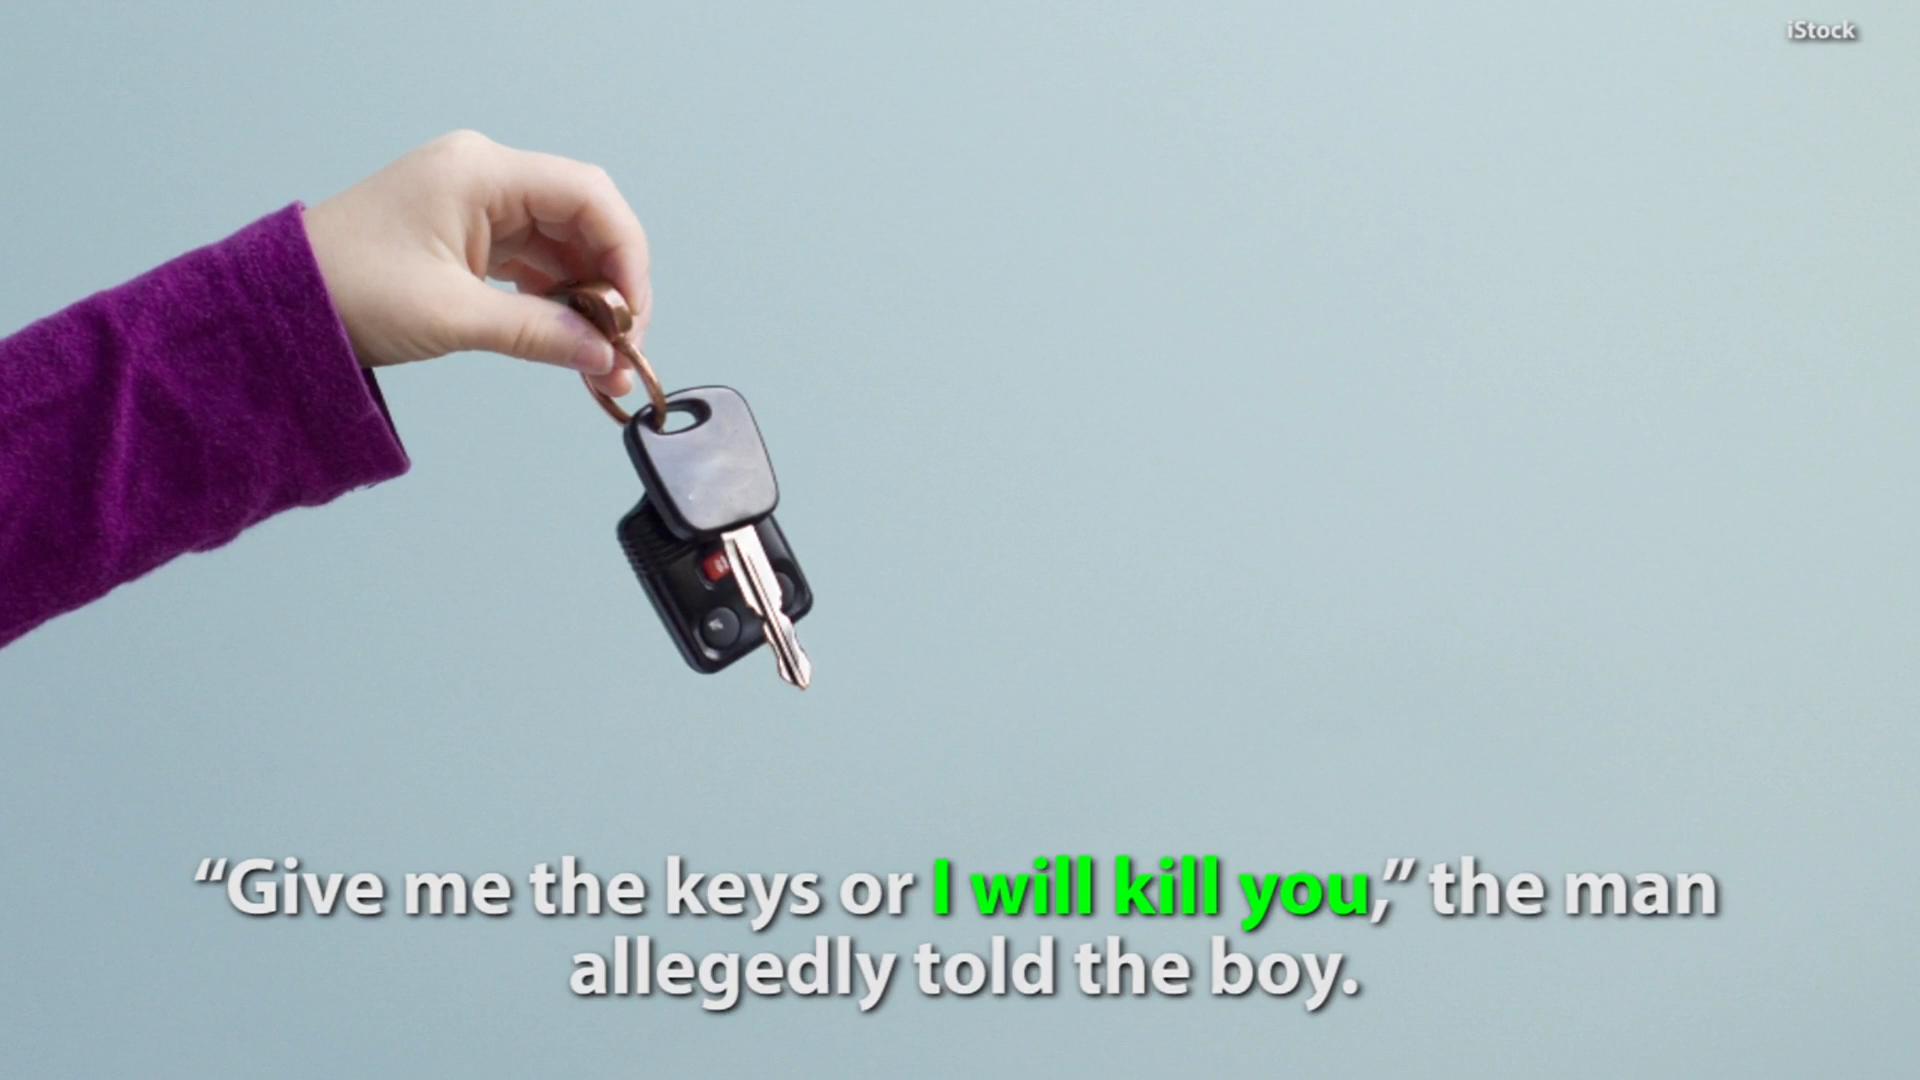 iStock
“Give me the keys or I will kill you,” the man
allegedly told the boy.